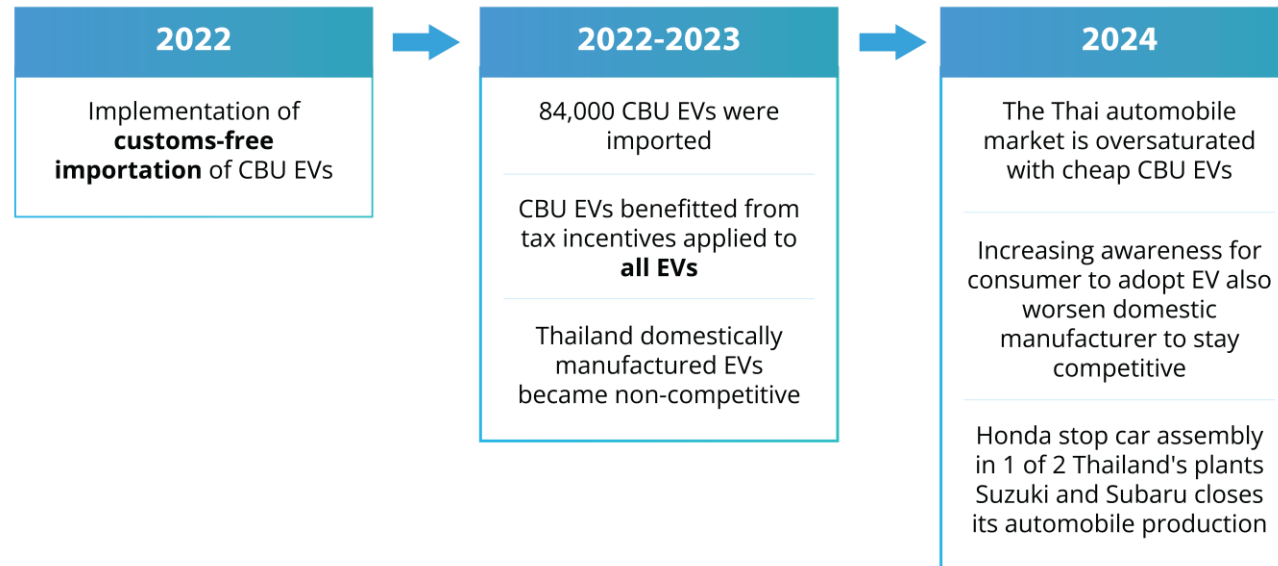 2022
Implementation of
customs-free
importation of CBU EVs
2022-2023
84,000 CBU EVs were
imported
CBU EVs benefitted from
tax incentives applied to
all EVs
Thailand domestically
manufactured EVs
became non-competitive
2024
The Thai automobile
market is oversaturated
with cheap CBU EVs
Increasing awareness for
consumer to adopt EV also
worsen domestic
manufacturer to stay
competitive
Honda stop car assembly
in 1 of 2 Thailand's plants
Suzuki and Subaru closes
its automobile production